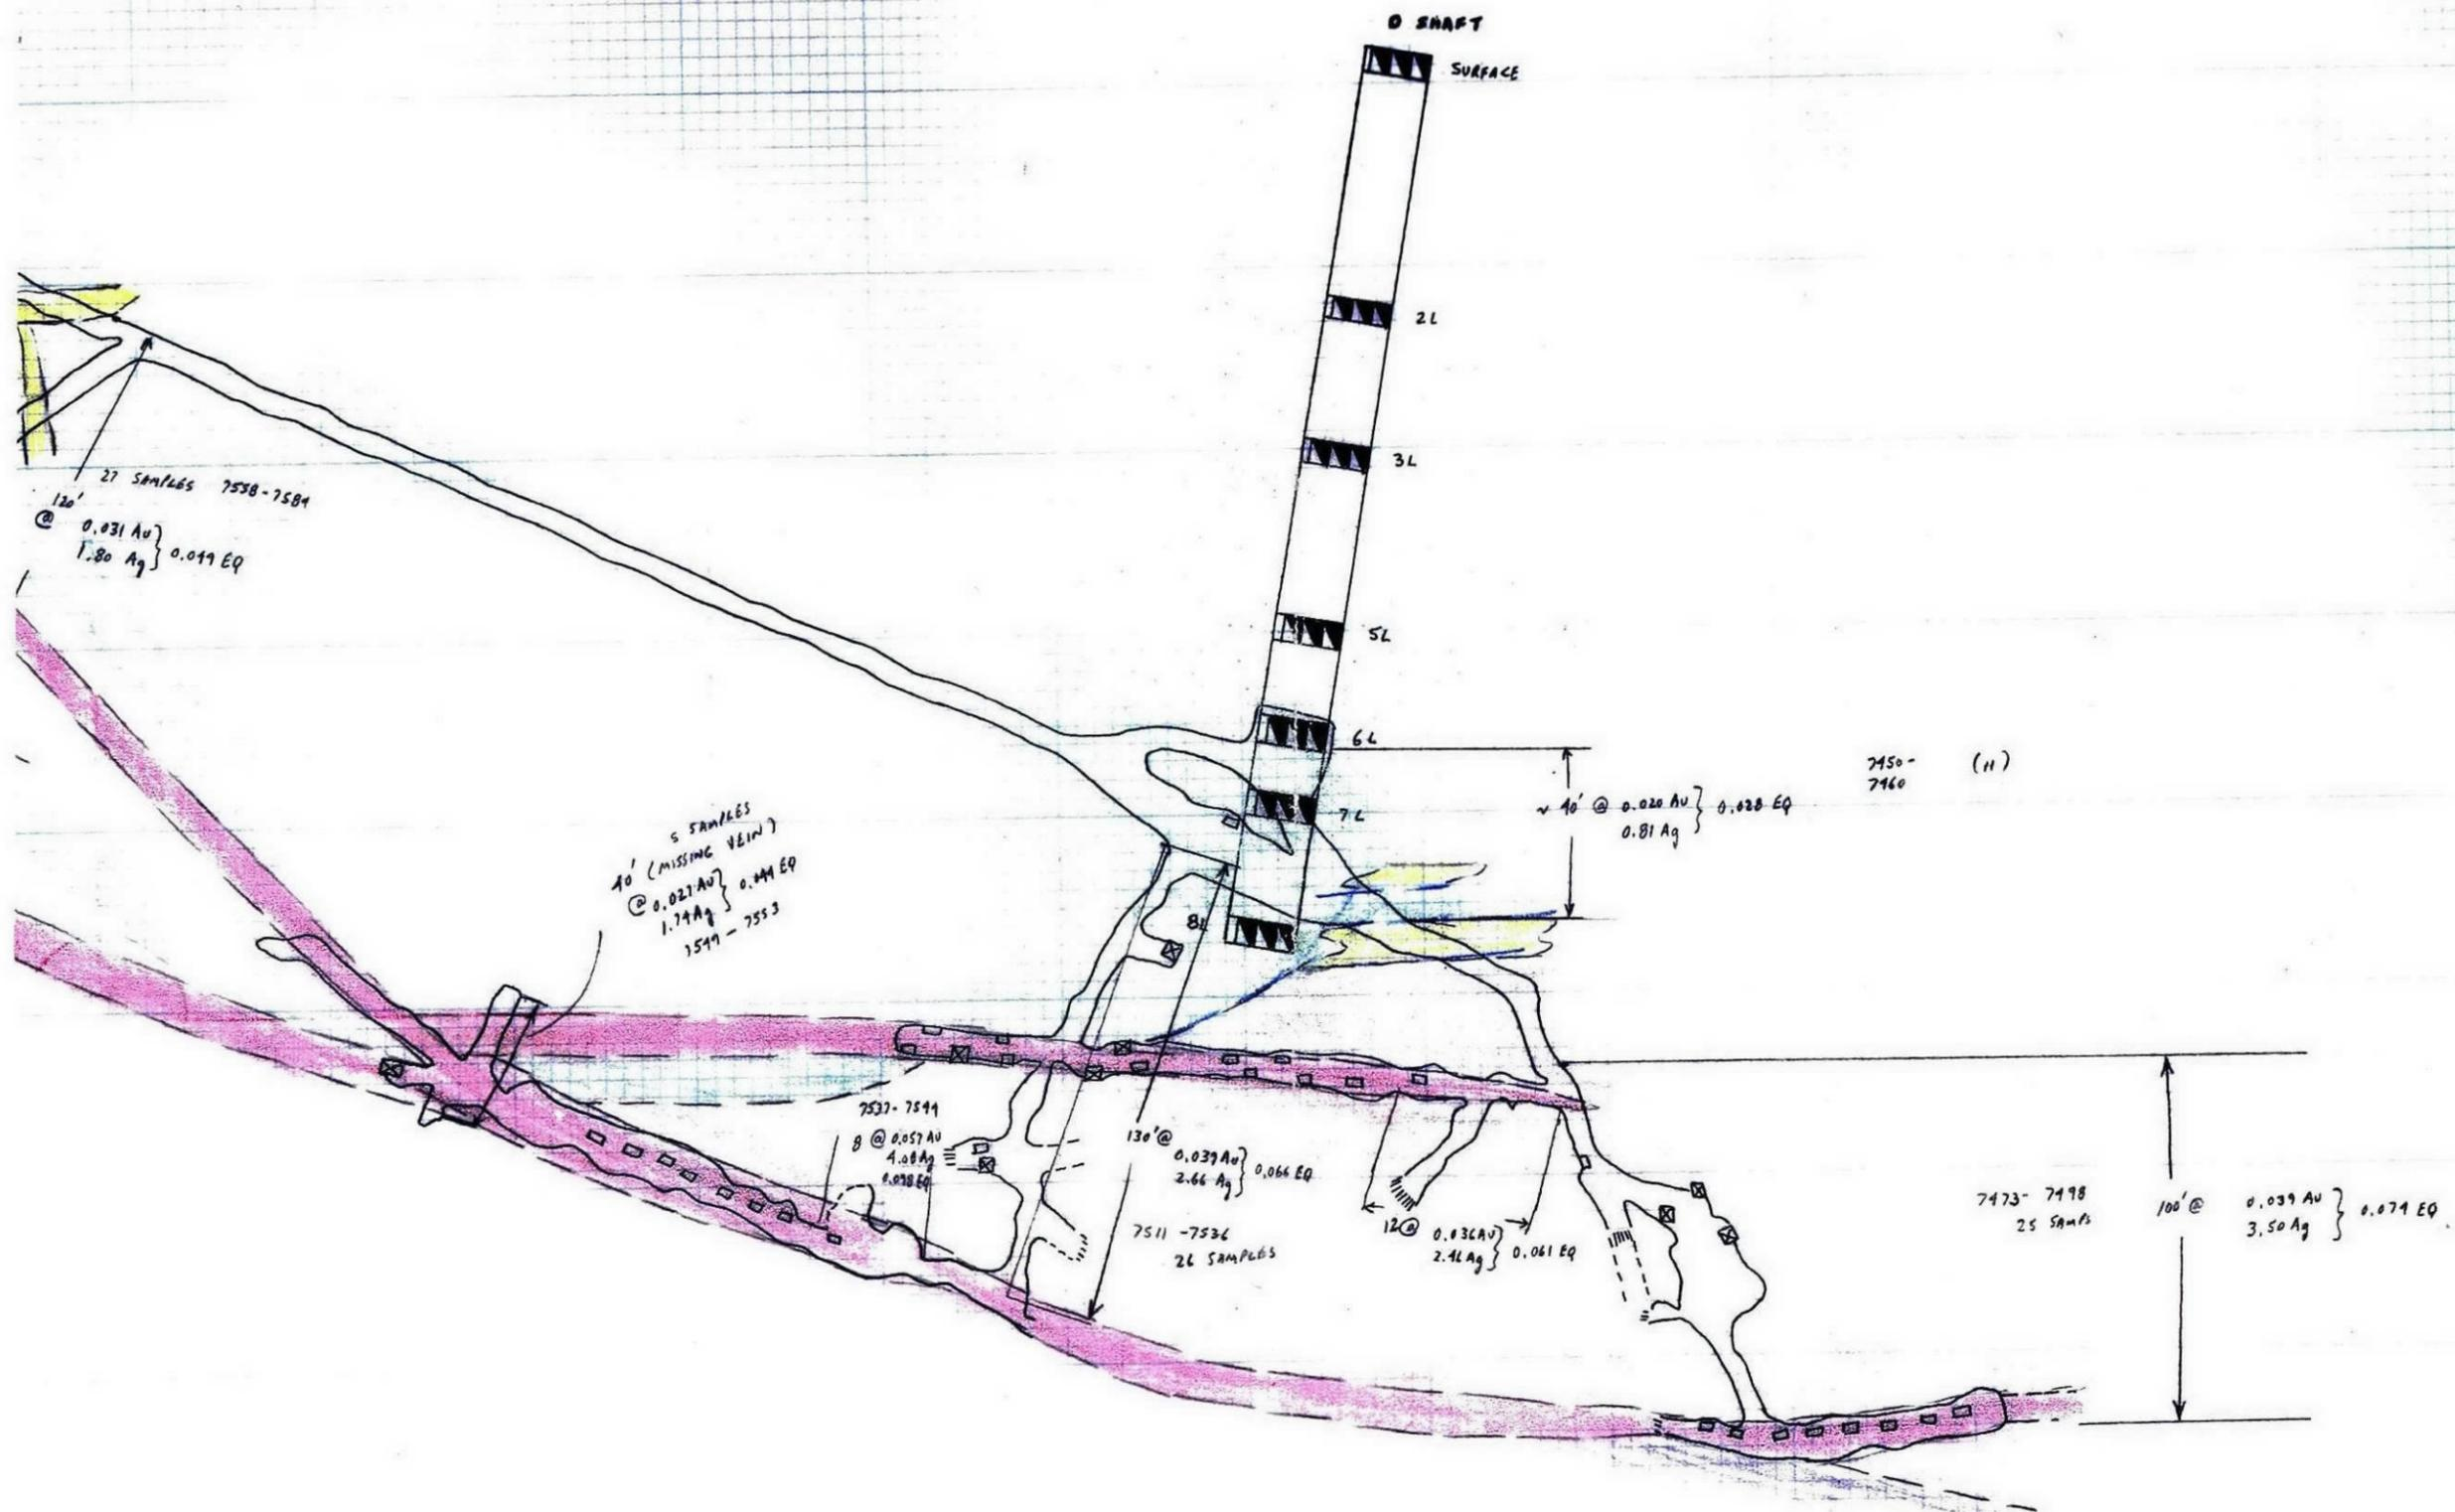 O SHAFT
SURFACE
2L
3L
5L
6L
7L
8L
27 SAMPLES 7558-7584
120'
@ 0.031 Au } 0.049 EQ
1.80 Ag
5 SAMPLES
40' (MISSING VEIN)
@ 0.027 Au } 0.044 EQ
1.74 Ag
7549-7553
7450-
7460
(11)
~ 40' @ 0.020 Au } 0.028 EQ
0.81 Ag
7537-7544
8 @ 0.057 Au
4.08 Ag
0.098 EQ
130' @
0.039 Au } 0.066 EQ
2.66 Ag
7511-7536
26 SAMPLES
12 @ 0.036 Au } 0.061 EQ
2.46 Ag
7473-7498
25 SAMPS
100' @ 0.039 Au } 0.074 EQ
3.50 Ag